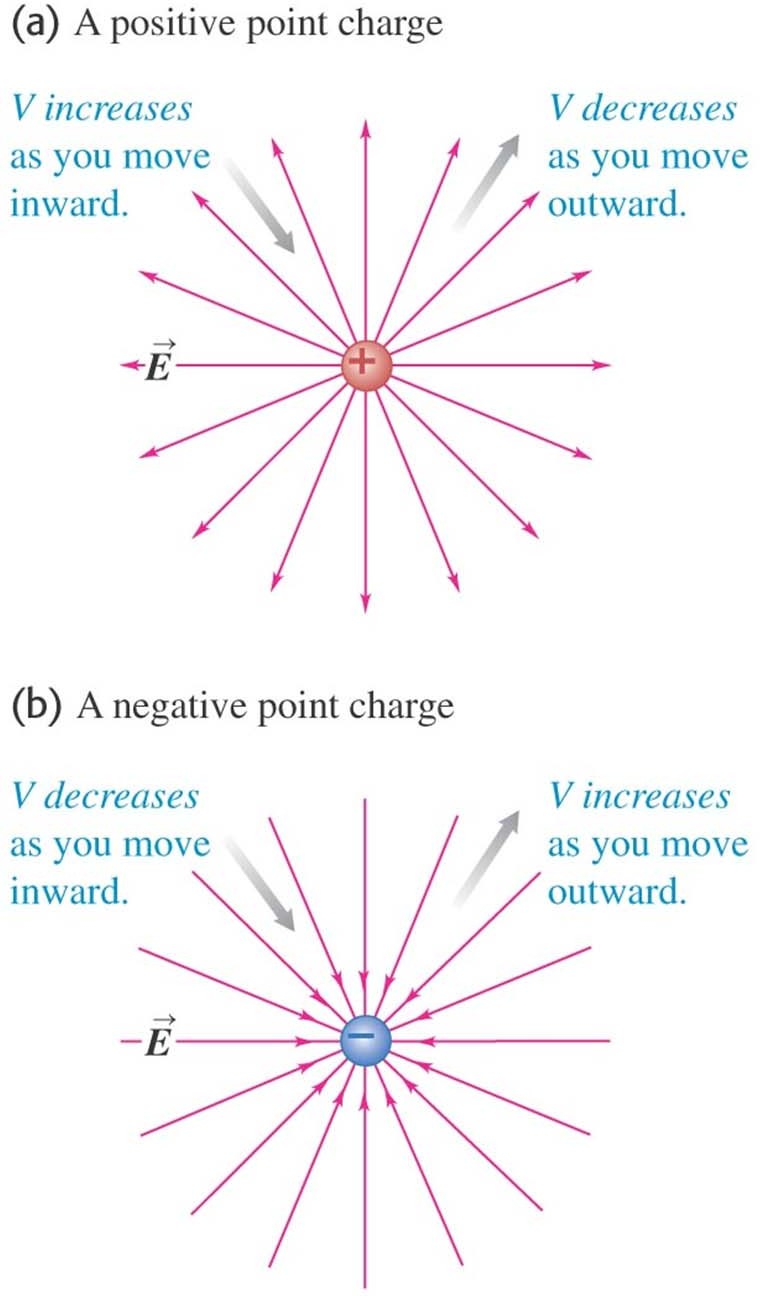 (a) A positive point charge
V increases
as you move
inward.
V decreases
as you move
outward.
E⃗
+
(b) A negative point charge
V decreases
as you move
inward.
V increases
as you move
outward.
E⃗
−